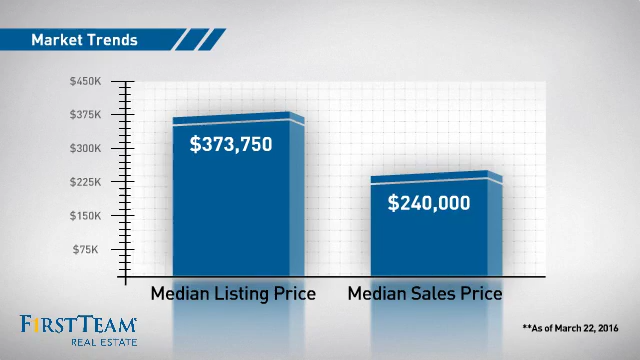 Market Trends
$450K
$375K
$300K
$225K
$150K
$75K
$373,750
$240,000
Median Listing Price
Median Sales Price
FIRSTTEAM®
REAL ESTATE
**As of March 22, 2016